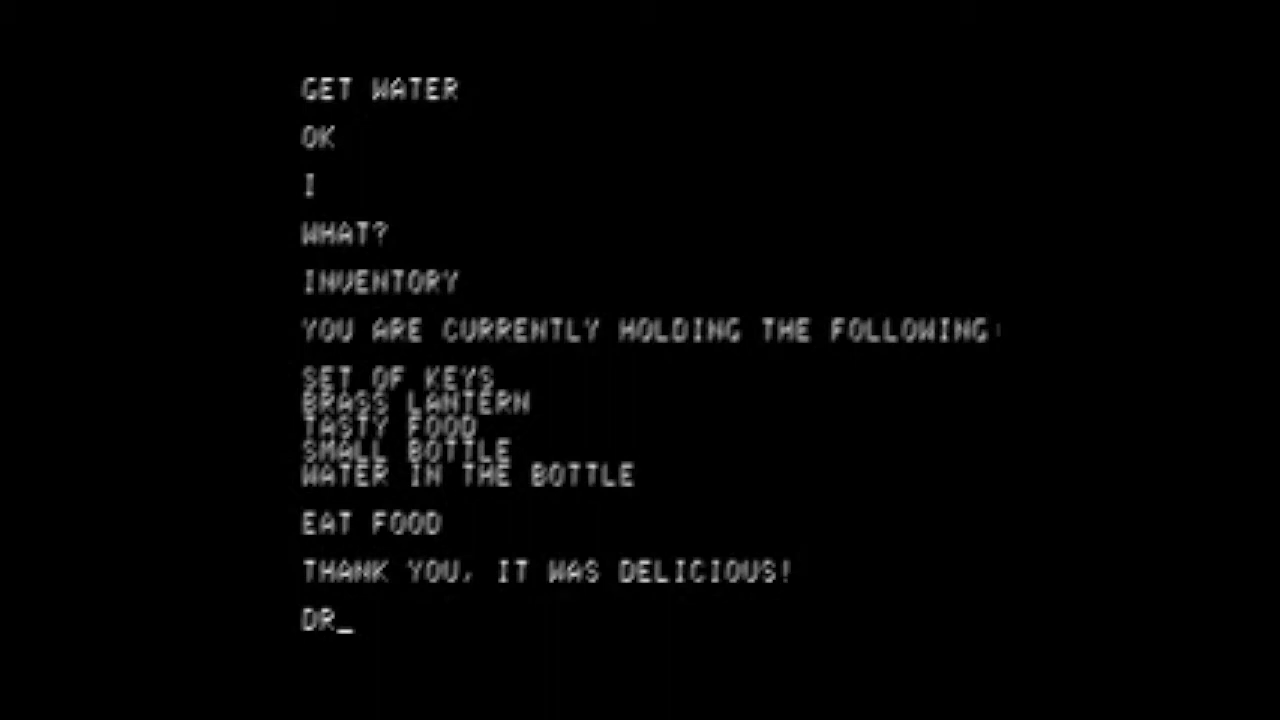 GET WATER
OK
I
WHAT?
INVENTORY
YOU ARE CURRENTLY HOLDING THE FOLLOWING:
SET OF KEYS
BRASS LANTERN
TASTY FOOD
SMALL BOTTLE
WATER IN THE BOTTLE
EAT FOOD
THANK YOU, IT WAS DELICIOUS!
DR_